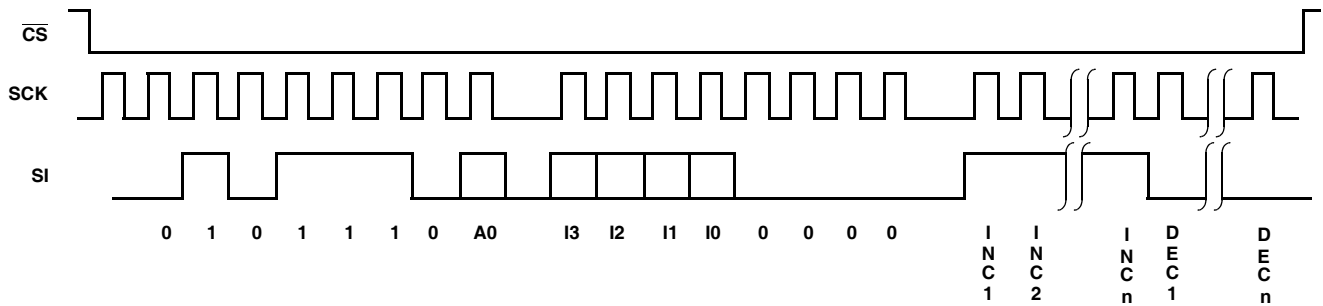 CS
SCK
SI
0 1 0 1 1 1 0 A0 I3 I2 I1 I0 0 0 0 0
INC1
INC2
INCn
DEC1
DECn